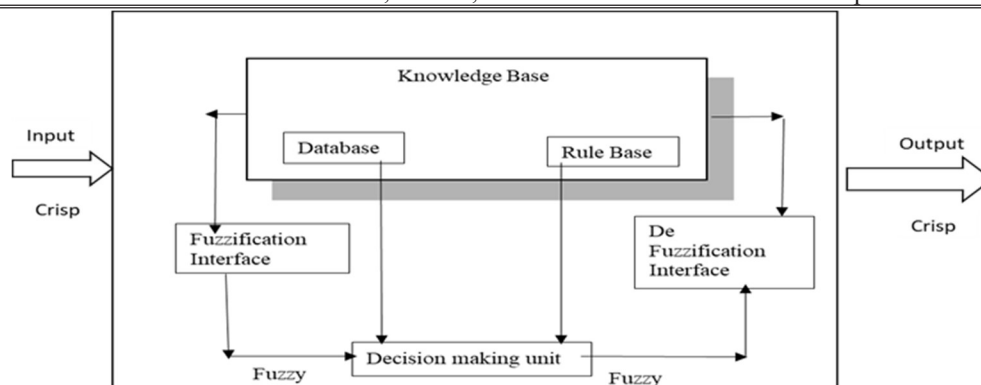 Knowledge Base
Input
Database
Rule Base
Output
Crisp
Crisp
Fuzzification
Interface
De
Fuzzification
Interface
Decision making unit
Fuzzy
Fuzzy